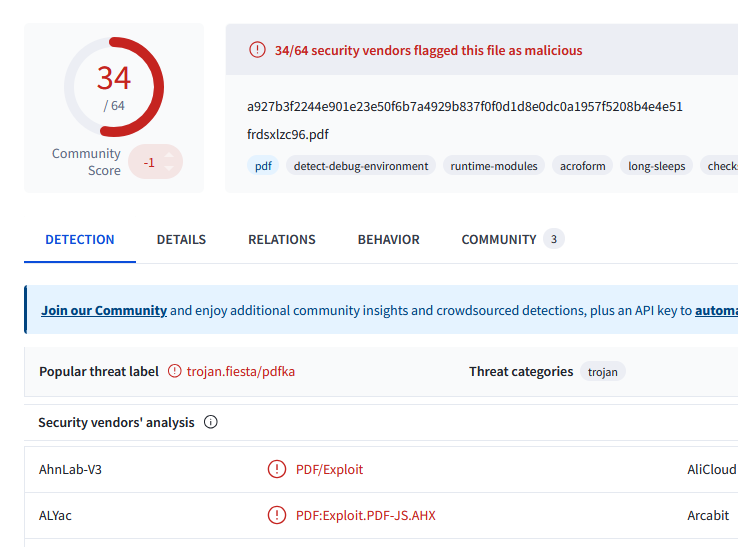 34
/ 64
Community
Score
-1
34/64 security vendors flagged this file as malicious
a927b3f2244e901e23e50f6b7a4929b837f0f0d1d8e0dc0a1957f5208b4e4e51
frdsxlzc96.pdf
pdf detect-debug-environment runtime-modules acroform long-sleeps check
DETECTION DETAILS RELATIONS BEHAVIOR COMMUNITY 3
Join our Community and enjoy additional community insights and crowdsourced detections, plus an API key to automa
Popular threat label trojan.fiesta/pdfka Threat categories trojan
Security vendors' analysis
AhnLab-V3 PDF/Exploit AliCloud
ALYac PDF:Exploit.PDF-JS.AHX Arcabit